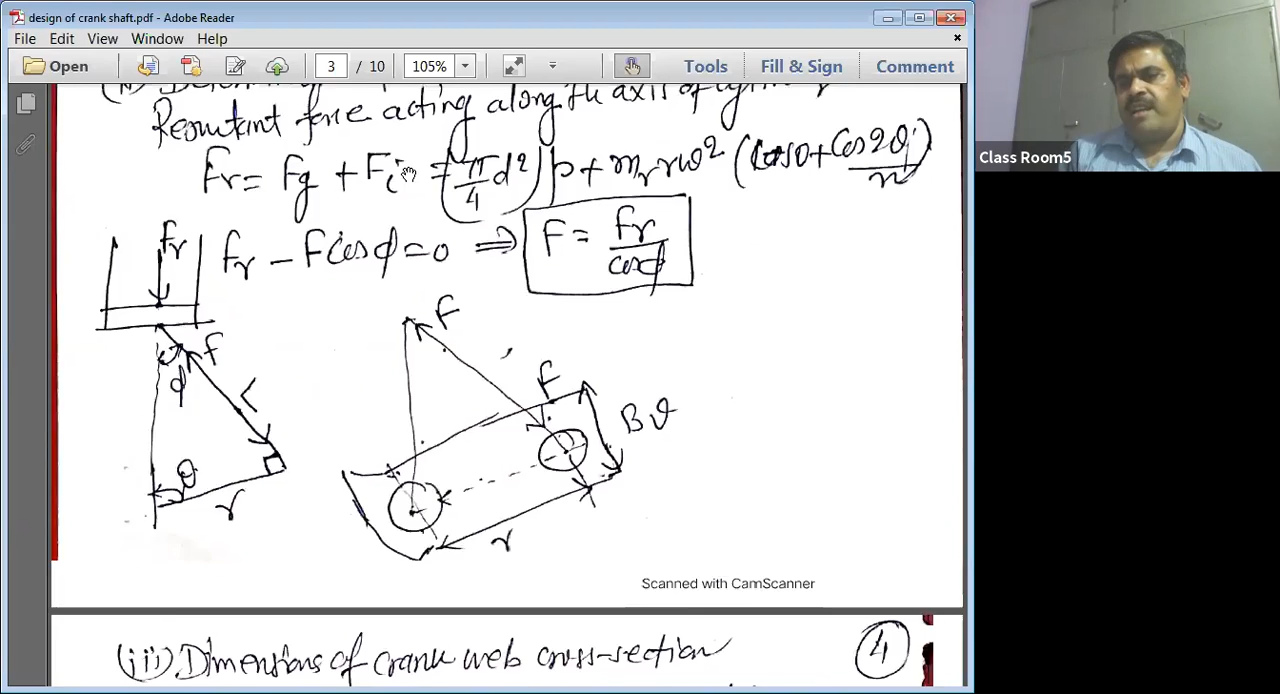 design of crank shaft.pdf - Adobe Reader
File Edit View Window Help
Open 3 / 10 105% Tools Fill & Sign Comment
Resultant force acting along the axis of
Fr = Fg + Fi = (π/4 d²) p + mr rω² (Cosθ + Cos2θ/n)
Fr
Fr - F Cosϕ = 0 ⇒ F = Fr/cosϕ
F
F
F
ϕ
L
B
θ
r
r
Class Room5
Scanned with CamScanner
(iii) Dimensions of crank web cross-section
4